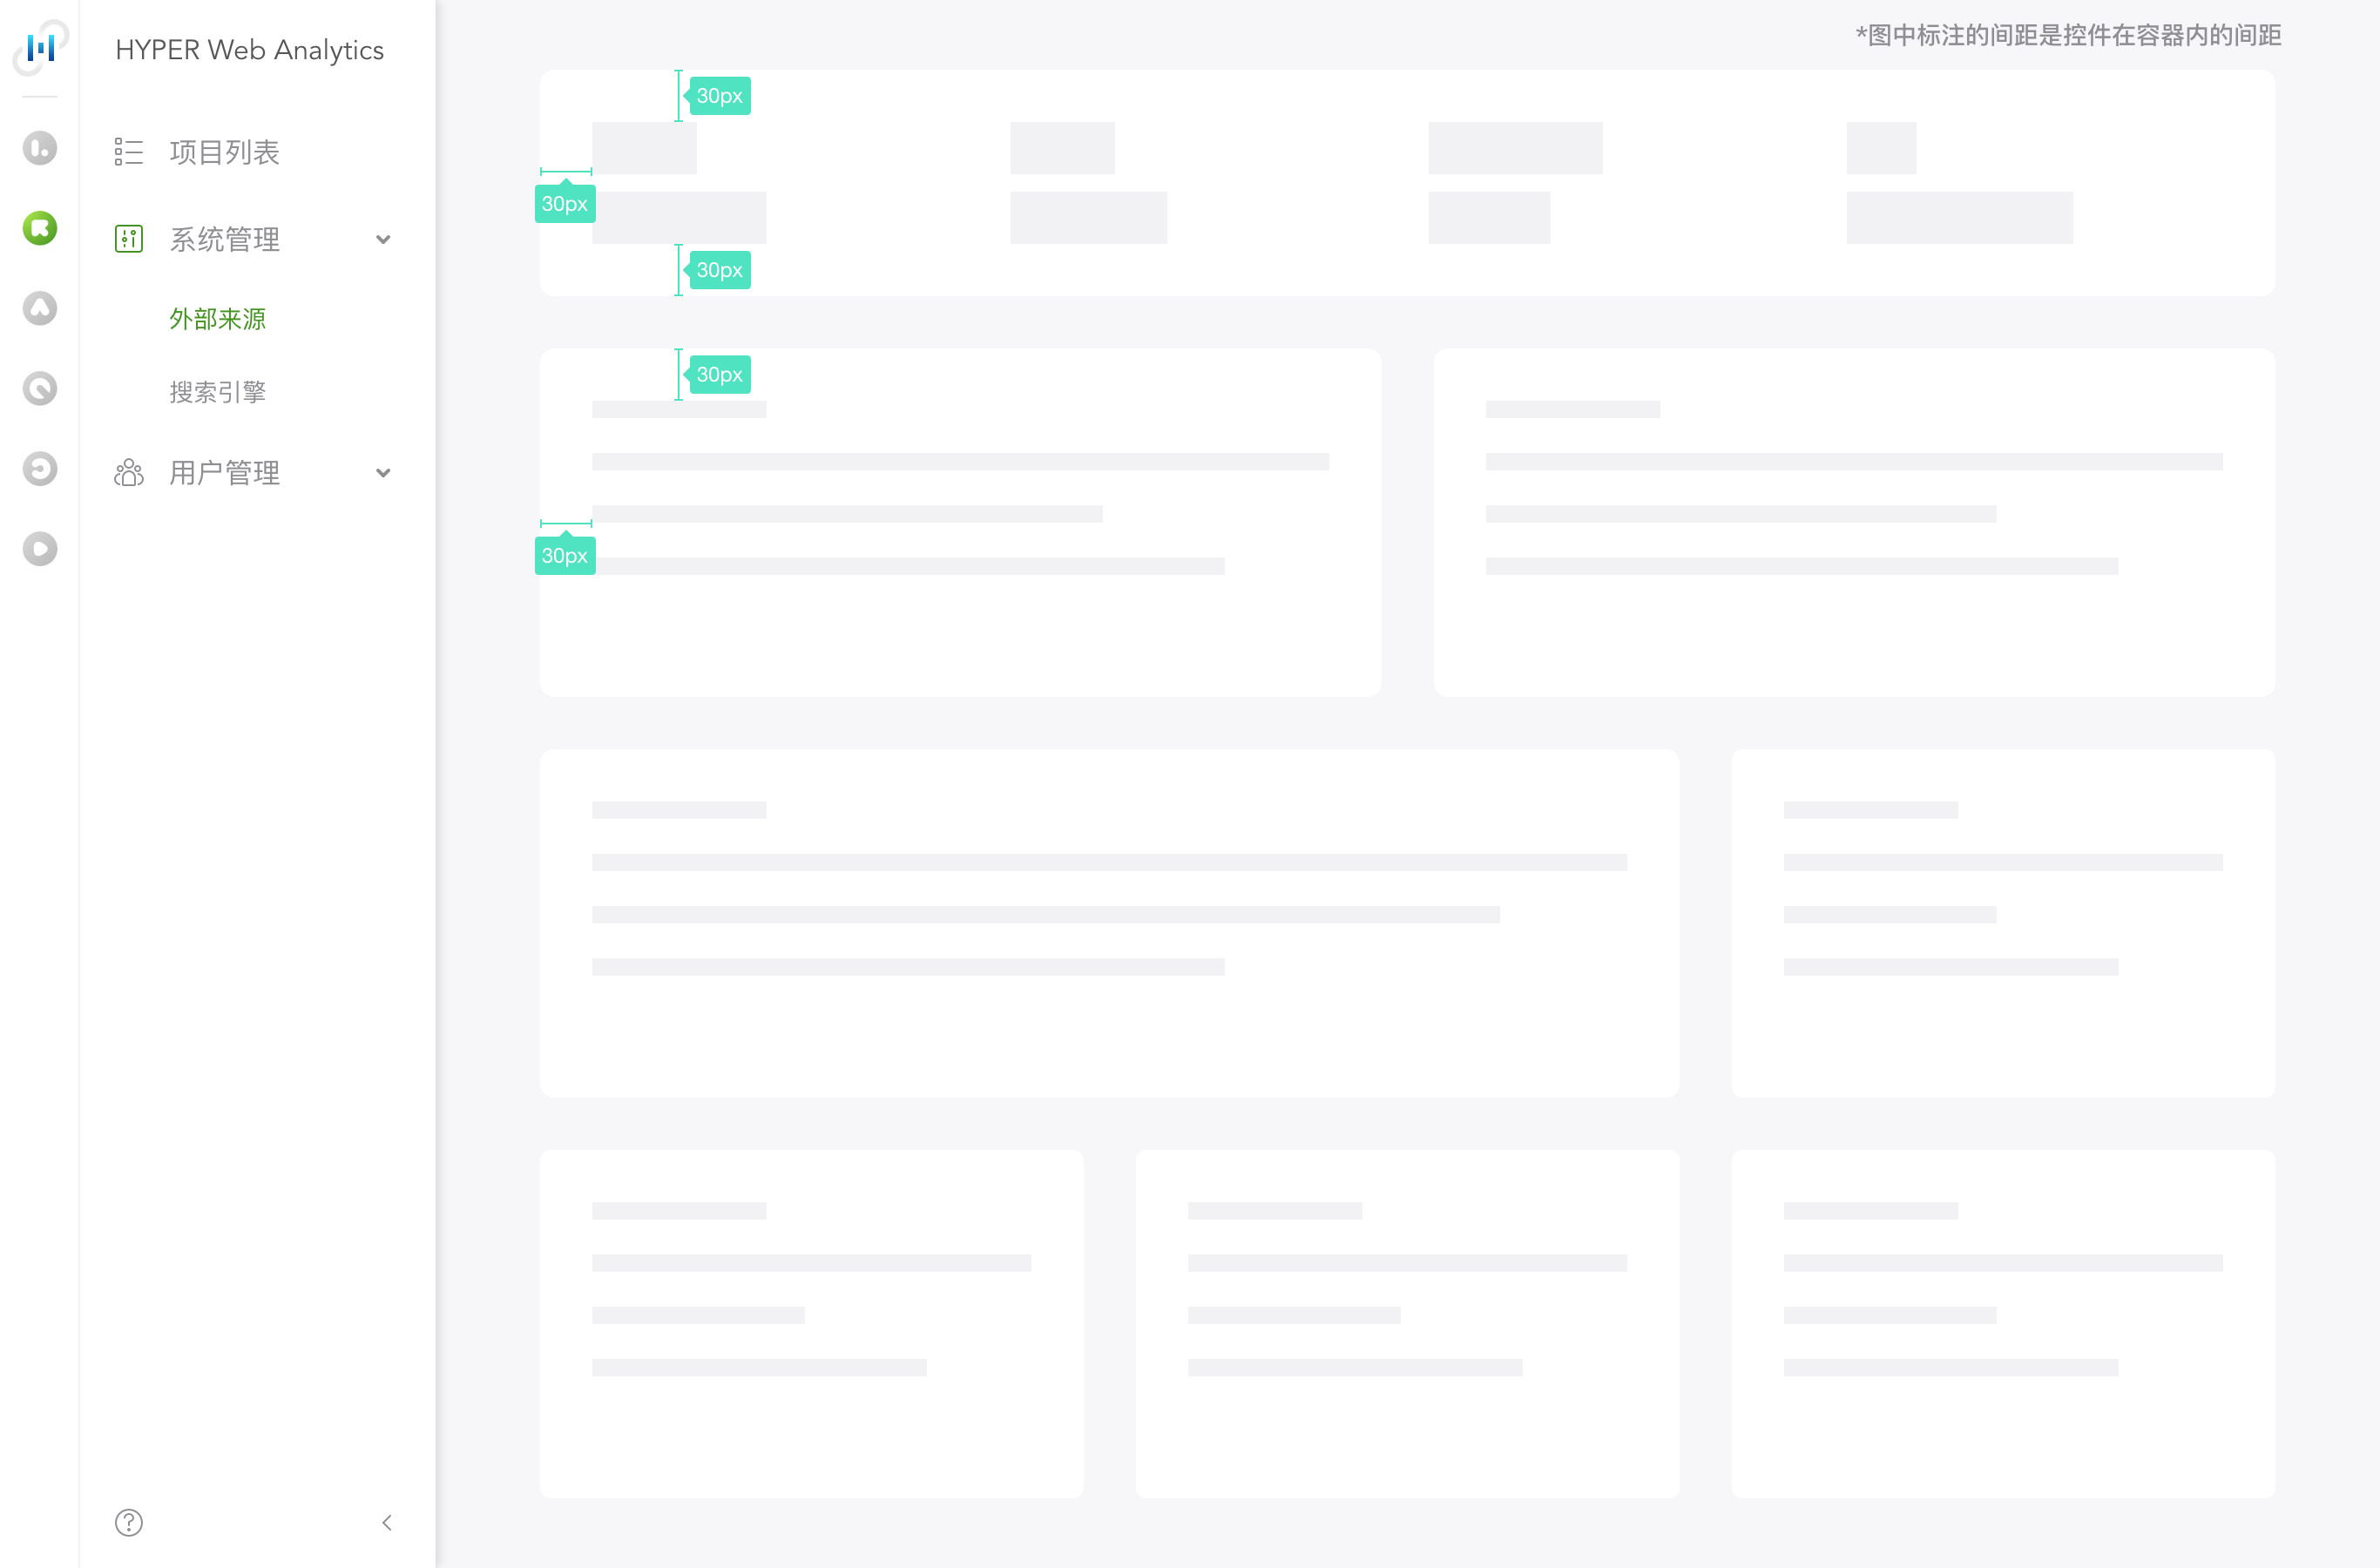 HYPER Web Analytics
项目列表
系统管理
外部来源
搜索引擎
用户管理
*图中标注的间距是控件在容器内的间距
30px
30px
30px
30px
30px